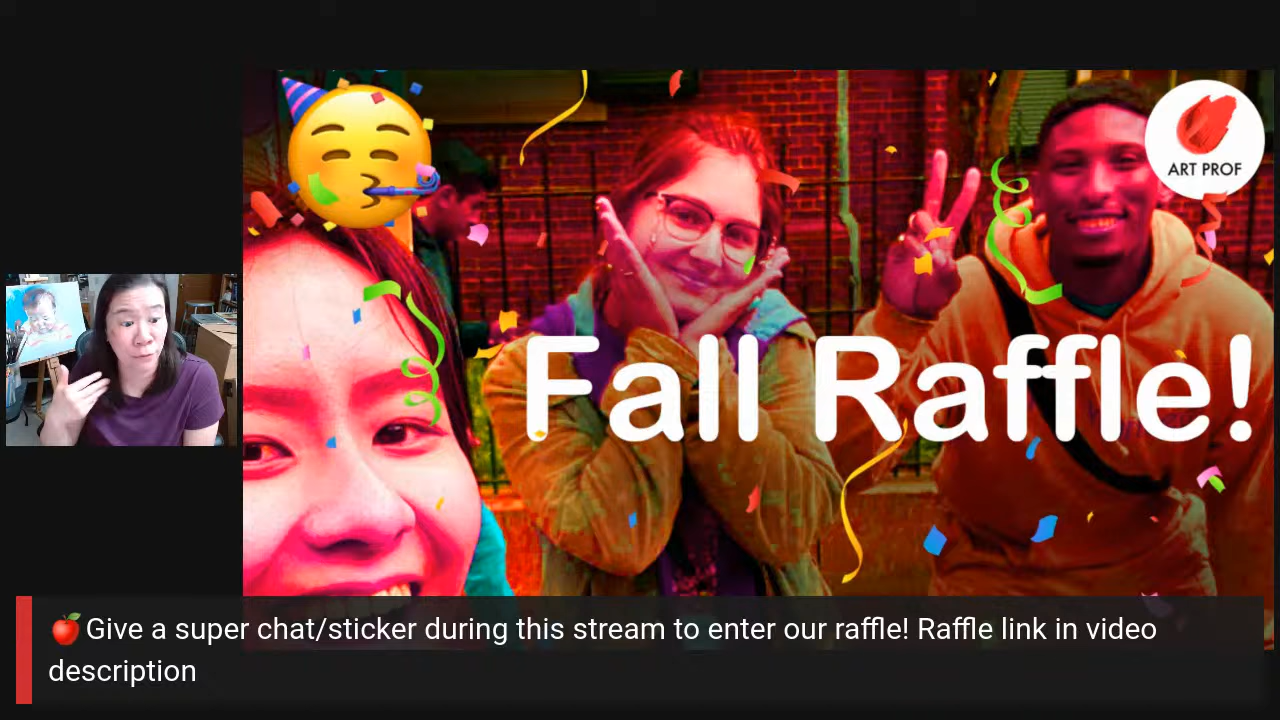 ART PROF
Fall Raffle!
🍎Give a super chat/sticker during this stream to enter our raffle! Raffle link in video
description